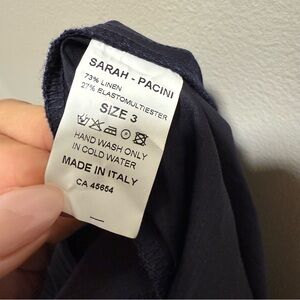 SARAH - PACINI
73% LINEN
27% ELASTOMULTIESTER
SIZE 3
HAND WASH ONLY
IN COLD WATER
MADE IN ITALY
CA 45654